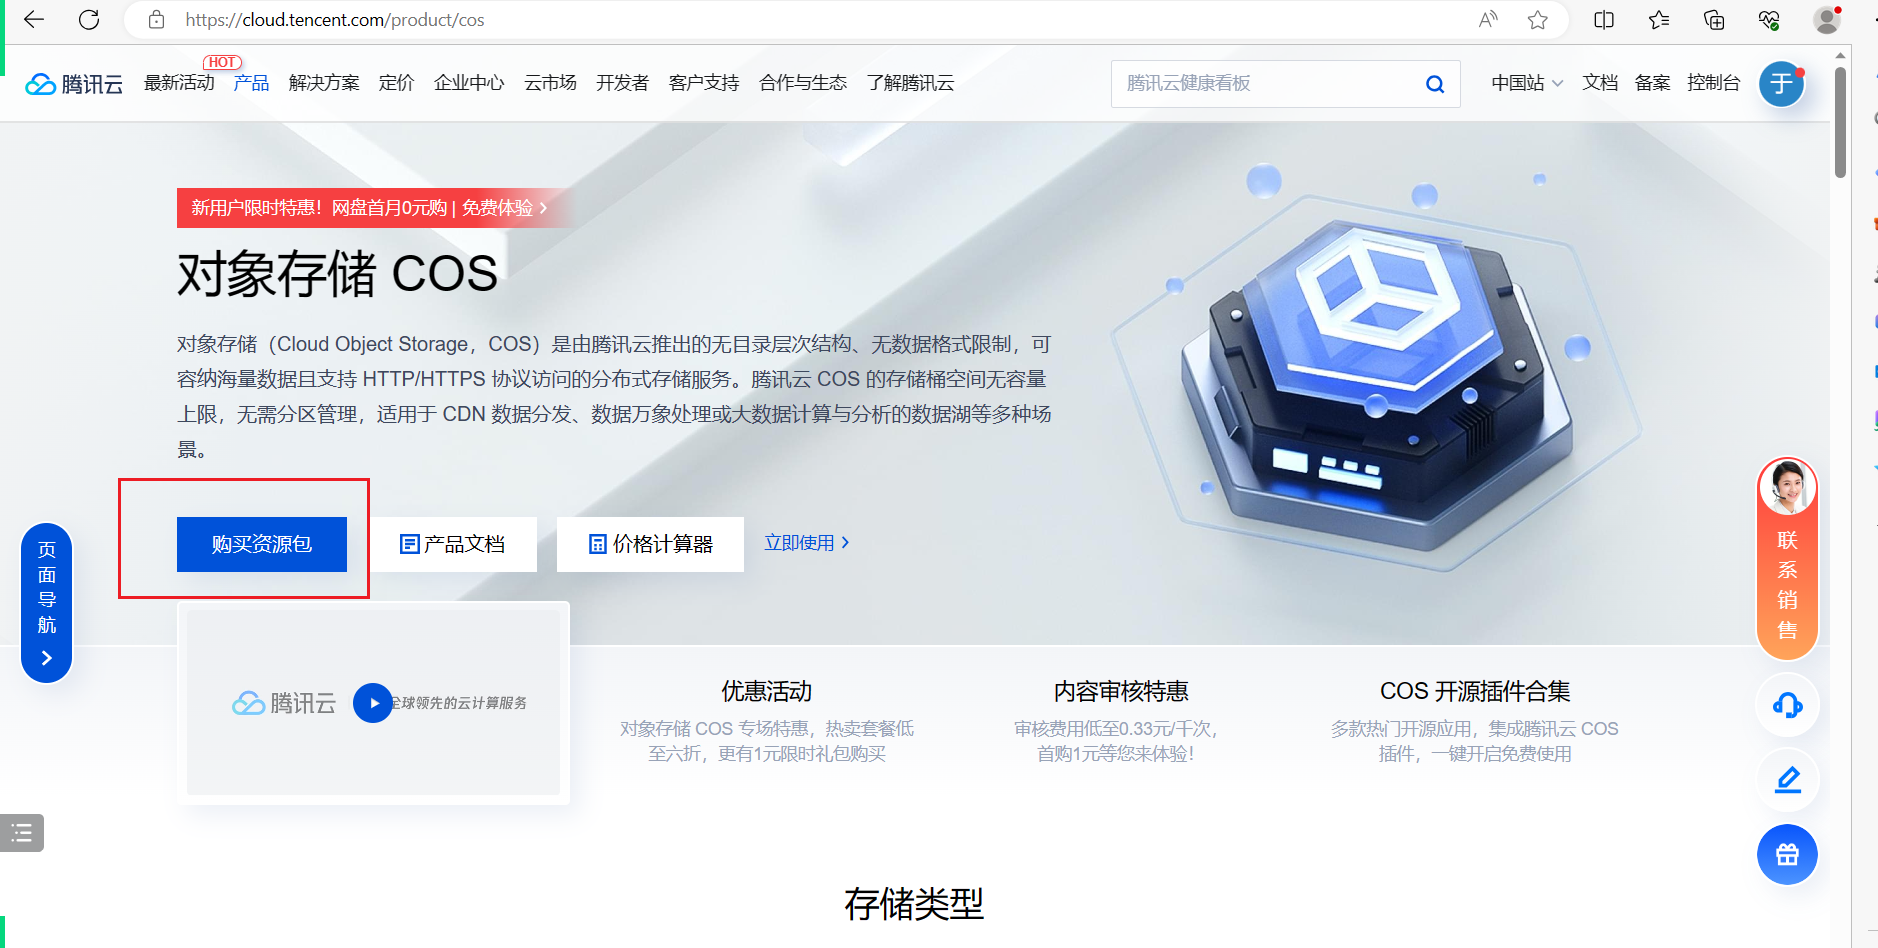 https://cloud.tencent.com/product/cos
腾讯云
最新活动
HOT
产品
解决方案
定价
企业中心
云市场
开发者
客户支持
合作与生态
了解腾讯云
腾讯云健康看板
中国站
文档
备案
控制台
于
新用户限时特惠！网盘首月0元购 | 免费体验 >
对象存储 COS
对象存储（Cloud Object Storage，COS）是由腾讯云推出的无目录层次结构、无数据格式限制，可
容纳海量数据且支持 HTTP/HTTPS 协议访问的分布式存储服务。腾讯云 COS 的存储桶空间无容量
上限，无需分区管理，适用于 CDN 数据分发、数据万象处理或大数据计算与分析的数据湖等多种场
景。
购买资源包
产品文档
价格计算器
立即使用 >
页面导航
联系销售
腾讯云
全球领先的云计算服务
优惠活动
对象存储 COS 专场特惠，热卖套餐低
至六折，更有1元限时礼包购买
内容审核特惠
审核费用低至0.33元/千次，
首购1元等您来体验！
COS 开源插件合集
多款热门开源应用，集成腾讯云 COS
插件，一键开启免费使用
存储类型